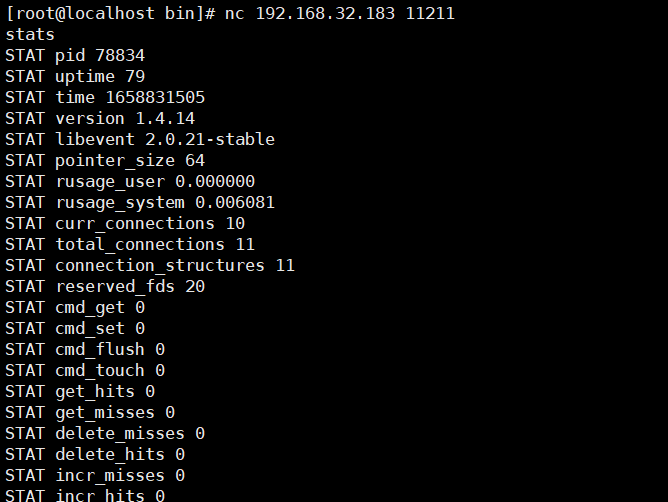 [root@localhost bin]# nc 192.168.32.183 11211
stats
STAT pid 78834
STAT uptime 79
STAT time 1658831505
STAT version 1.4.14
STAT libevent 2.0.21-stable
STAT pointer_size 64
STAT rusage_user 0.000000
STAT rusage_system 0.006081
STAT curr_connections 10
STAT total_connections 11
STAT connection_structures 11
STAT reserved_fds 20
STAT cmd_get 0
STAT cmd_set 0
STAT cmd_flush 0
STAT cmd_touch 0
STAT get_hits 0
STAT get_misses 0
STAT delete_misses 0
STAT delete_hits 0
STAT incr_misses 0
STAT incr_hits 0